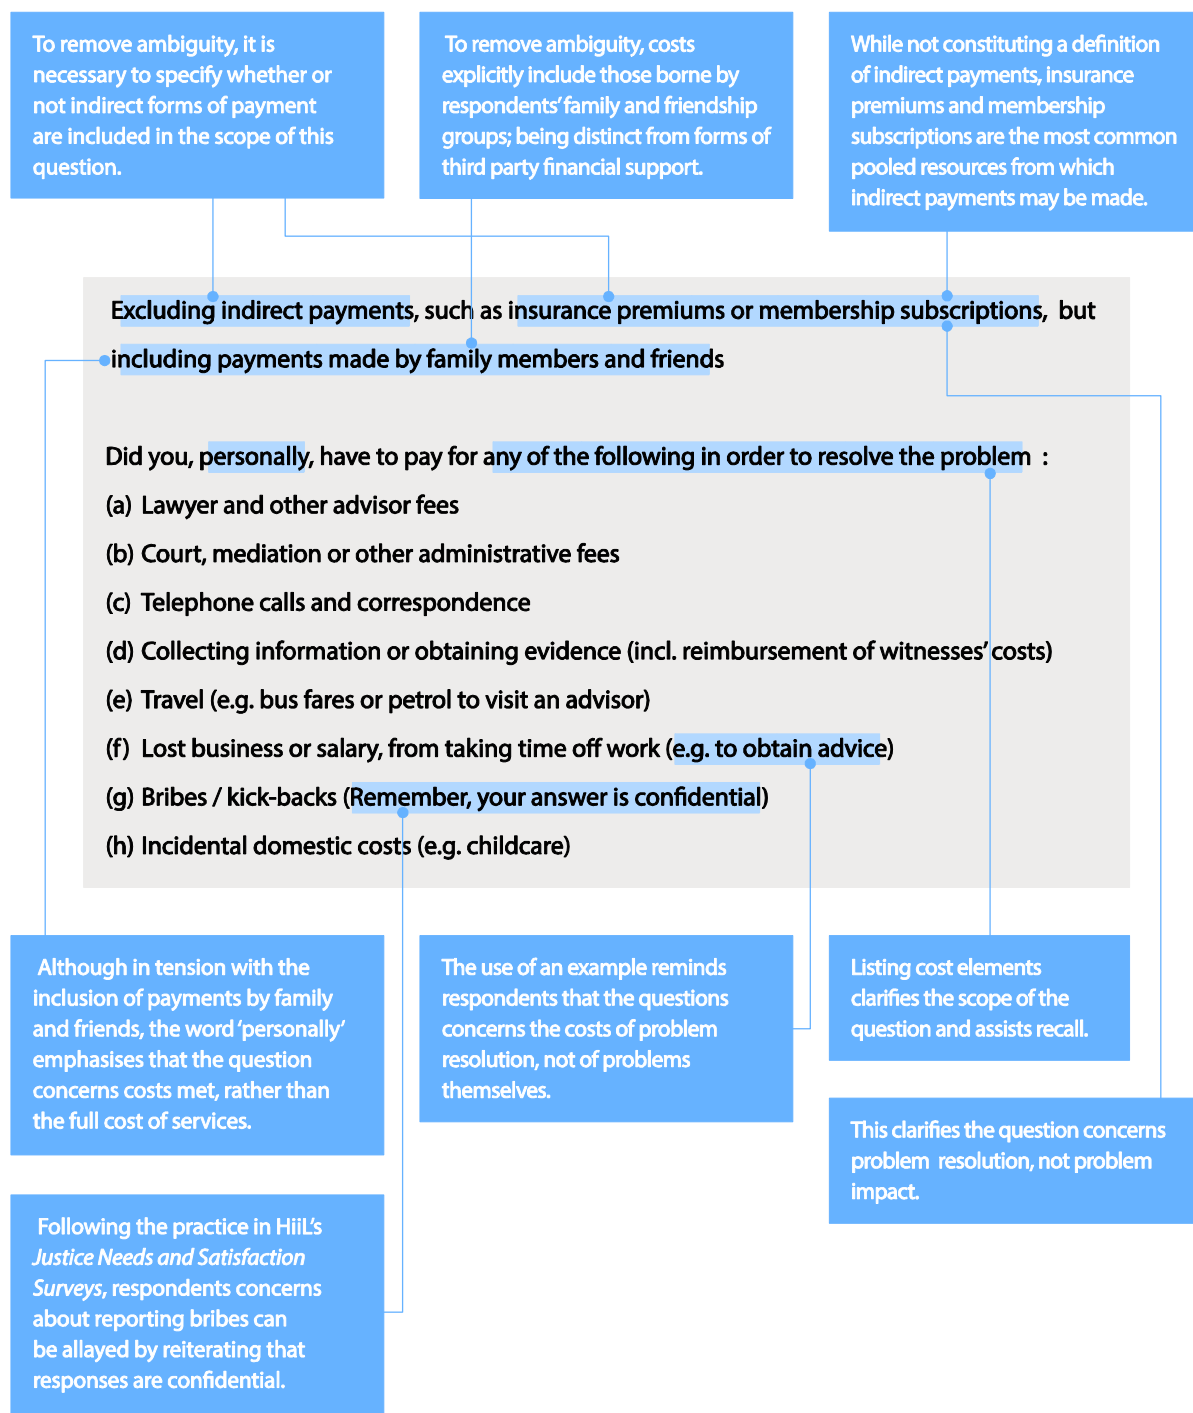 To remove ambiguity, it is
necessary to specify whether or
not indirect forms of payment
are included in the scope of this
question.
To remove ambiguity, costs
explicitly include those borne by
respondents' family and friendship
groups; being distinct from forms of
third party financial support.
While not constituting a definition
of indirect payments, insurance
premiums and membership
subscriptions are the most common
pooled resources from which
indirect payments may be made.
Excluding indirect payments, such as insurance premiums or membership subscriptions, but
including payments made by family members and friends
Did you, personally, have to pay for any of the following in order to resolve the problem :
(a) Lawyer and other advisor fees
(b) Court, mediation or other administrative fees
(c) Telephone calls and correspondence
(d) Collecting information or obtaining evidence (incl. reimbursement of witnesses' costs)
(e) Travel (e.g. bus fares or petrol to visit an advisor)
(f) Lost business or salary, from taking time off work (e.g. to obtain advice)
(g) Bribes / kick-backs (Remember, your answer is confidential)
(h) Incidental domestic costs (e.g. childcare)
Although in tension with the
inclusion of payments by family
and friends, the word 'personally'
emphasises that the question
concerns costs met, rather than
the full cost of services.
The use of an example reminds
respondents that the questions
concerns the costs of problem
resolution, not of problems
themselves.
Listing cost elements
clarifies the scope of the
question and assists recall.
This clarifies the question concerns
problem resolution, not problem
impact.
Following the practice in HiiL's
Justice Needs and Satisfaction
Surveys, respondents concerns
about reporting bribes can
be allayed by reiterating that
responses are confidential.